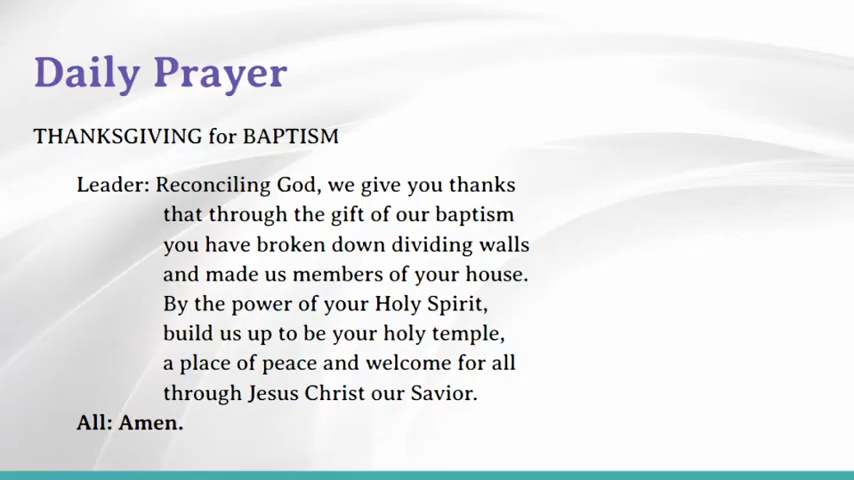 Daily Prayer
THANKSGIVING for BAPTISM
Leader: Reconciling God, we give you thanks
that through the gift of our baptism
you have broken down dividing walls
and made us members of your house.
By the power of your Holy Spirit,
build us up to be your holy temple,
a place of peace and welcome for all
through Jesus Christ our Savior.
All: Amen.